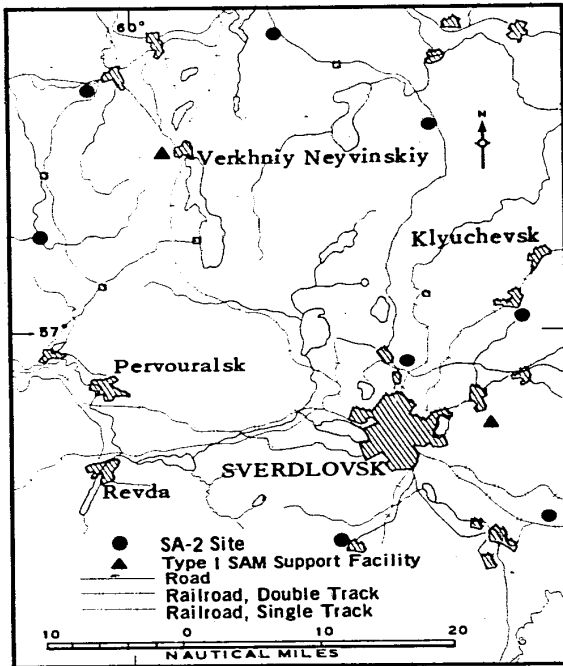 60°
N
Verkhniy Neyvinskiy
Klyuchevsk
57°
Pervouralsk
SVERDLOVSK
Revda
SA-2 Site
Type I SAM Support Facility
Road
Railroad, Double Track
Railroad, Single Track
10 0 10 20
NAUTICAL MILES